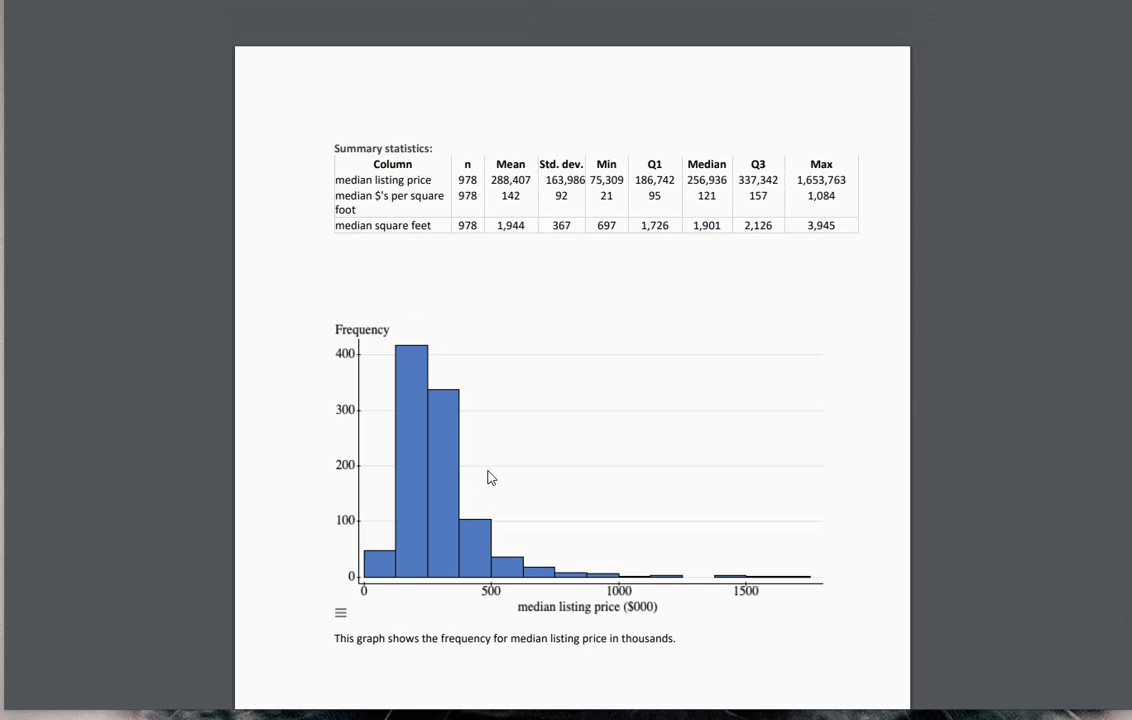 Summary statistics:
Column n Mean Std. dev. Min Q1 Median Q3 Max
median listing price 978 288,407 163,986 75,309 186,742 256,936 337,342 1,653,763
median $'s per square 978 142 92 21 95 121 157 1,084
foot
median square feet 978 1,944 367 697 1,726 1,901 2,126 3,945
Frequency
400
300
200
100
0
0 500 1000 1500
median listing price ($000)
This graph shows the frequency for median listing price in thousands.